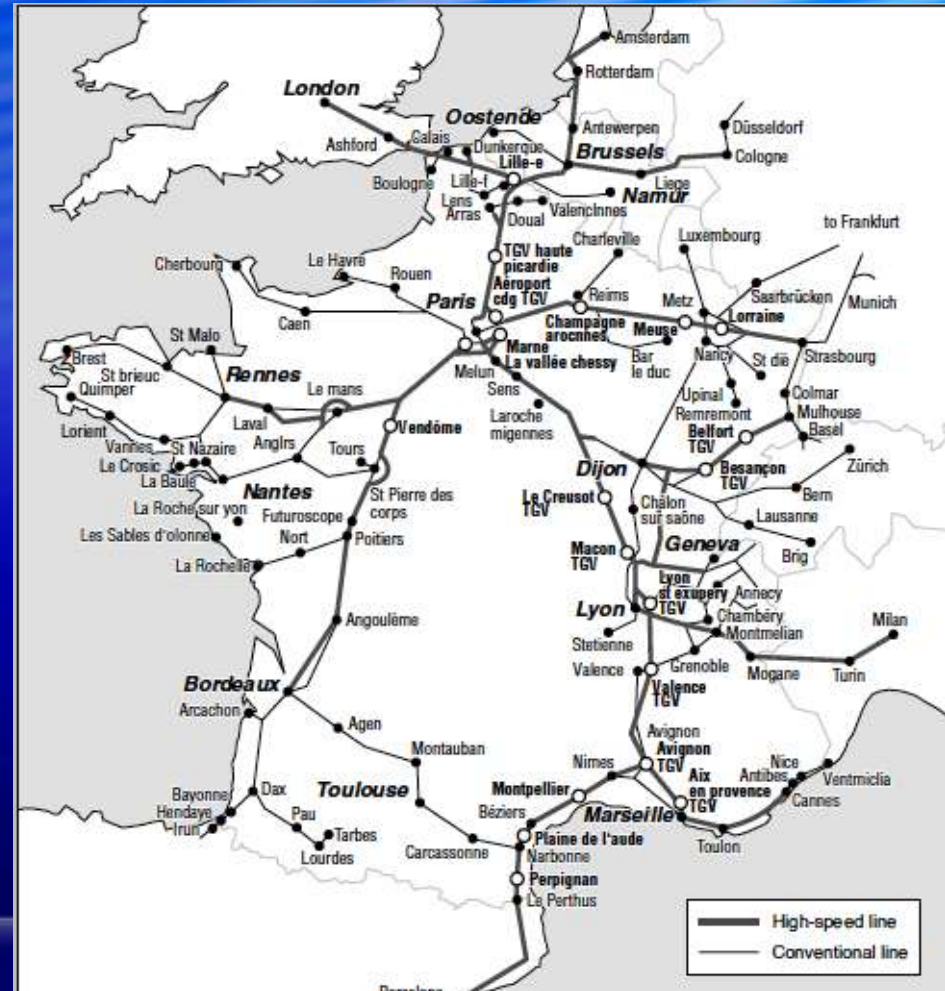 Amsterdam
Rotterdam
London
Oostende
Antewerpen
Düsseldorf
Ashford
Calais
Dunkerque
Brussels
Cologne
Lille-e
Boulogne
Lille-f
Liege
Lens
Namur
Arras
Doual
ValencInnes
Charfeville
Luxembourg
to Frankfurt
TGV haute
picardie
Cherbourg
Le Havre
Rouen
Aéroport
cdg TGV
Reims
Metz
Saarbrücken
Munich
Paris
Caen
Champagne
arocnnes
Meuse
Lorraine
St Malo
Marne
La vallée chessy
Bar
le duc
Nancy
St diè
Strasbourg
Brest
St brieuc
Rennes
Le mans
Melun
Sens
Quimper
Upinal
Colmar
Laval
Laroche
migennes
Remremont
Mulhouse
Lorient
Vannes
Anglrs
Vendôme
Belfort
TGV
Basel
St Nazaire
Tours
Le Crosic
Dijon
Besançon
TGV
Zürich
La Baule
Nantes
St Pierre des
corps
Le Creusot
TGV
Châlon
sur saône
Bern
La Roche sur yon
Futuroscope
Lausanne
Les Sables d'olonne
Nort
Poitiers
Geneva
Brig
La Rochelle
Macon
TGV
Lyon
st exupery
TGV
Annecy
Angoulème
Lyon
Chambéry
Stetienne
Montmelian
Milan
Valence
Grenoble
Mogane
Turin
Bordeaux
Valence
TGV
Arcachon
Agen
Avignon
Montauban
Avignon
TGV
Nimes
Nice
Toulouse
Montpellier
Aix
en provence
TGV
Antibes
Ventmiclia
Bayonne
Dax
Béziers
Marseille
Cannes
Hendaye
Pau
Irun
Tarbes
Plaine de l'aude
Toulon
Lourdes
Carcassonne
Narbonne
Perpignan
Le Perthus
High-speed line
Conventional line